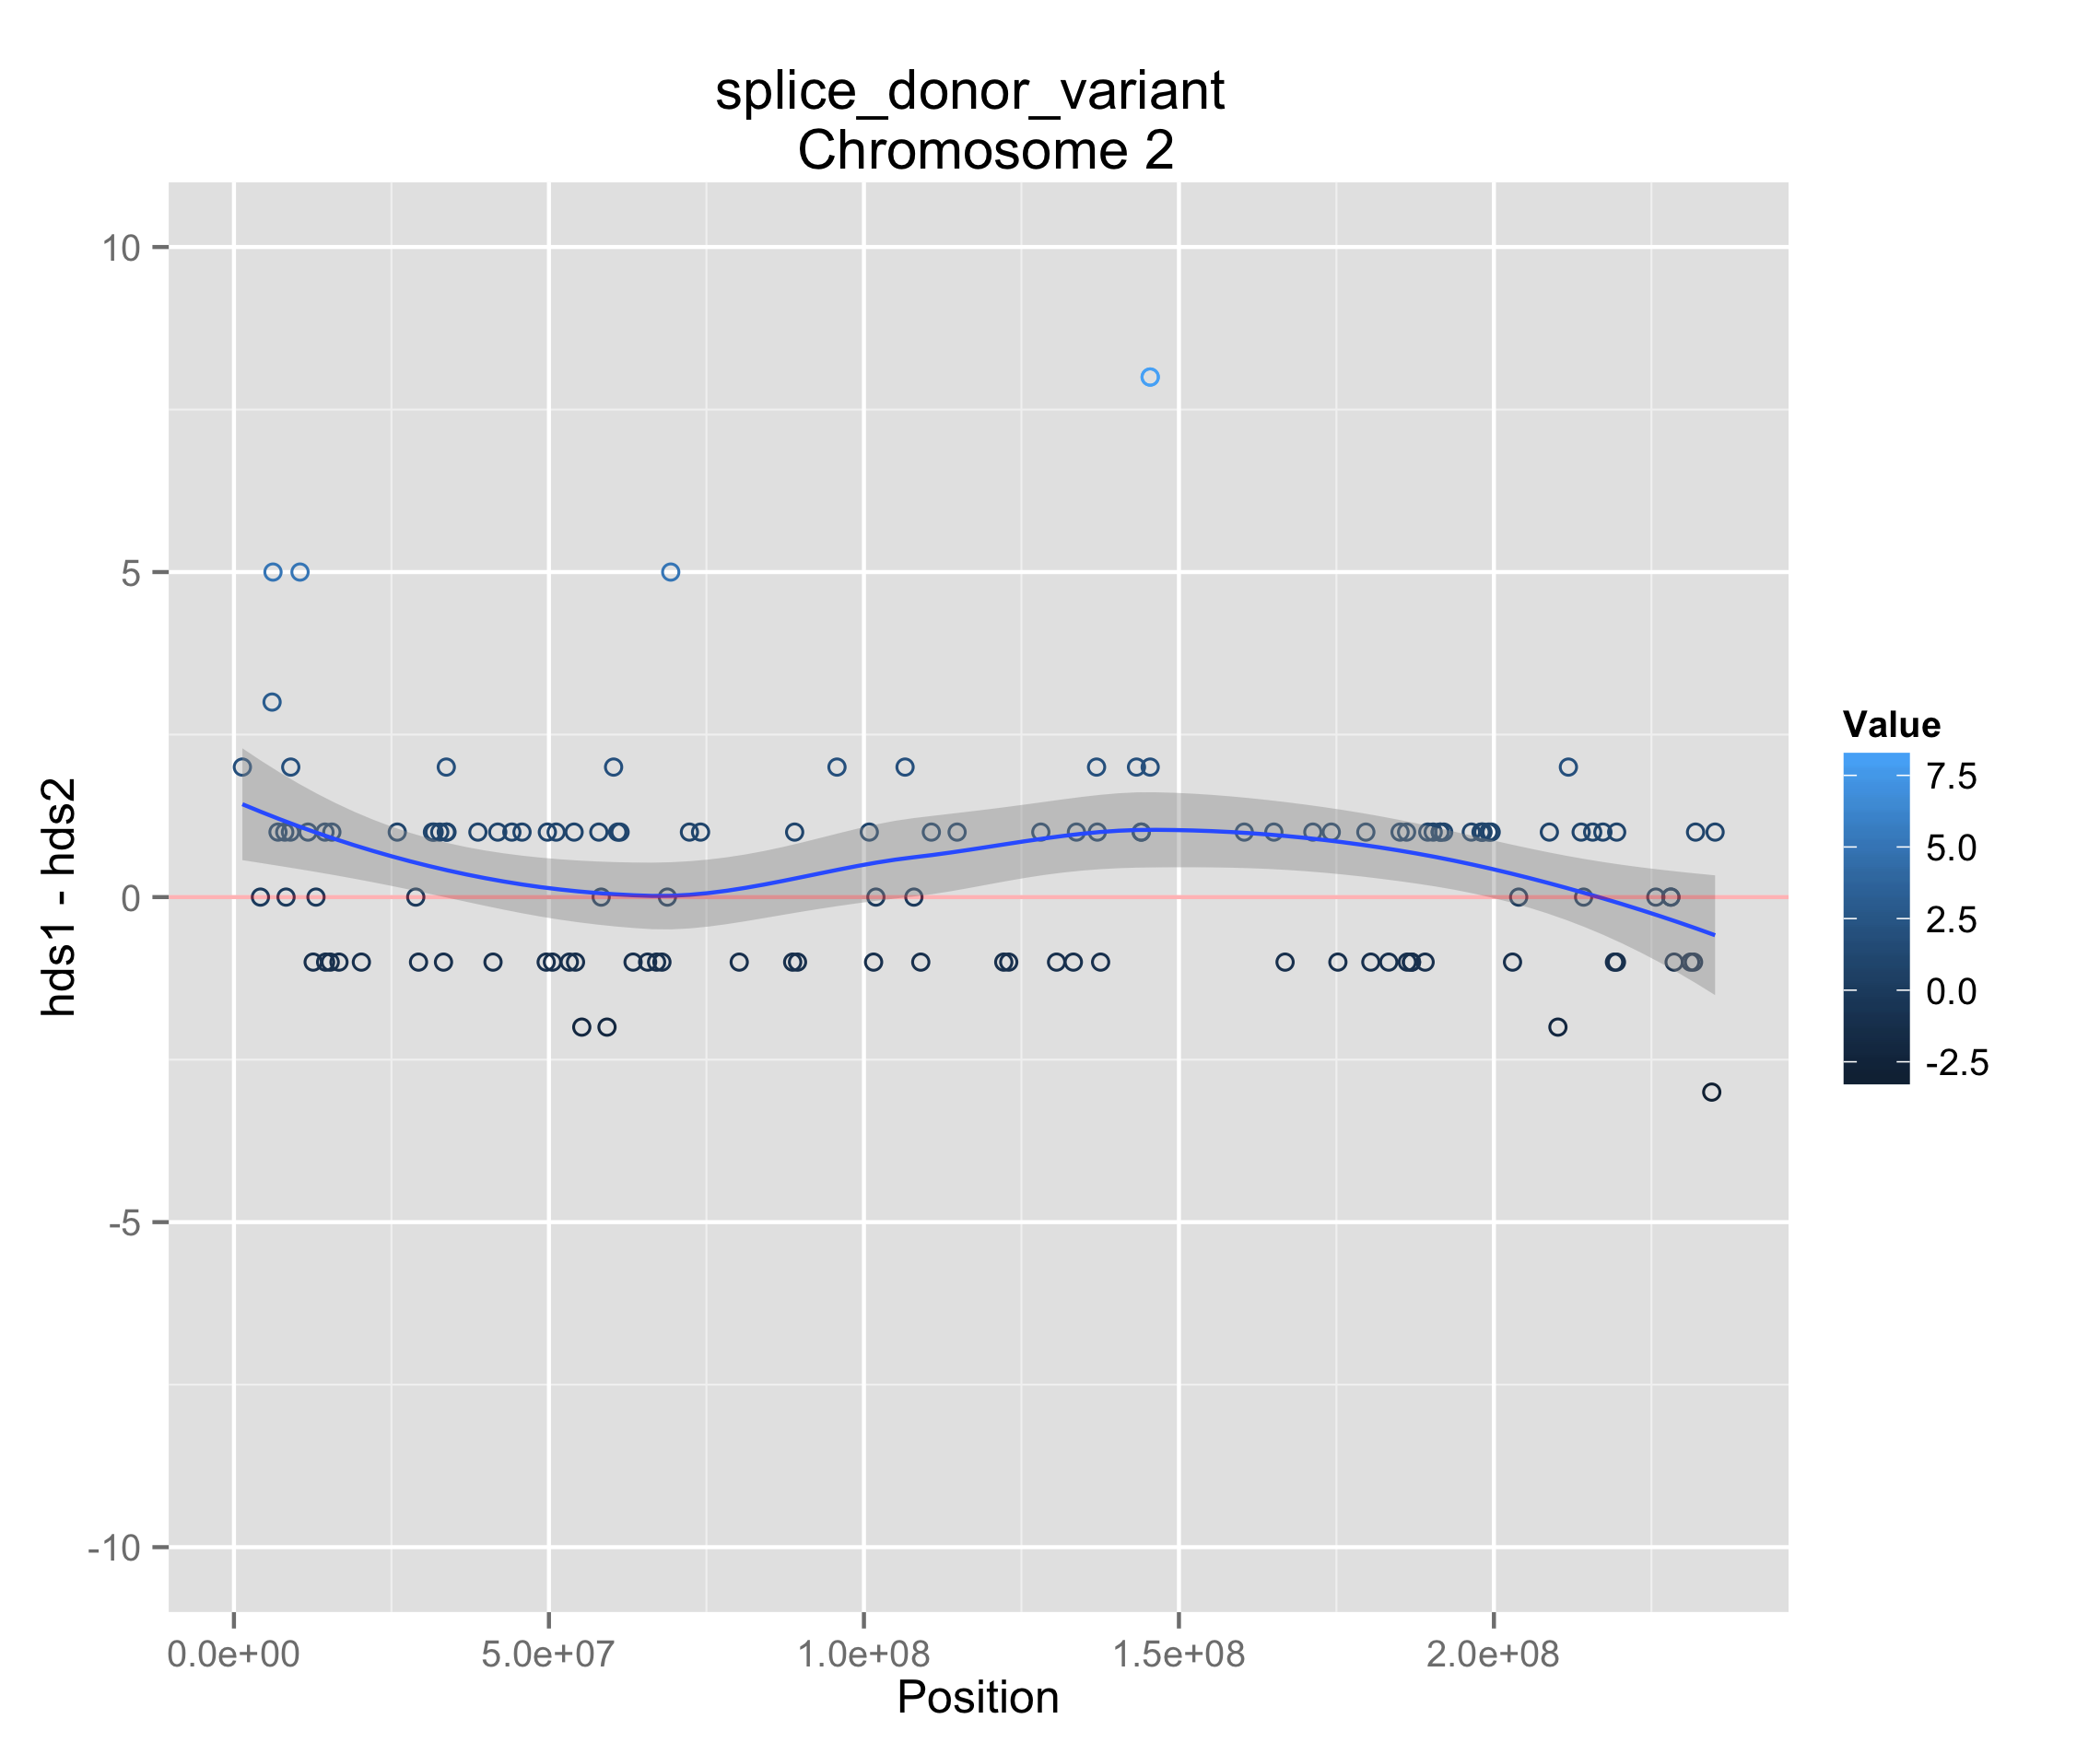 splice_donor_variant
Chromosome 2
10
5
0
-5
-10
hds1 - hds2
0.0e+00 5.0e+07 1.0e+08 1.5e+08 2.0e+08
Position
Value
7.5
5.0
2.5
0.0
-2.5